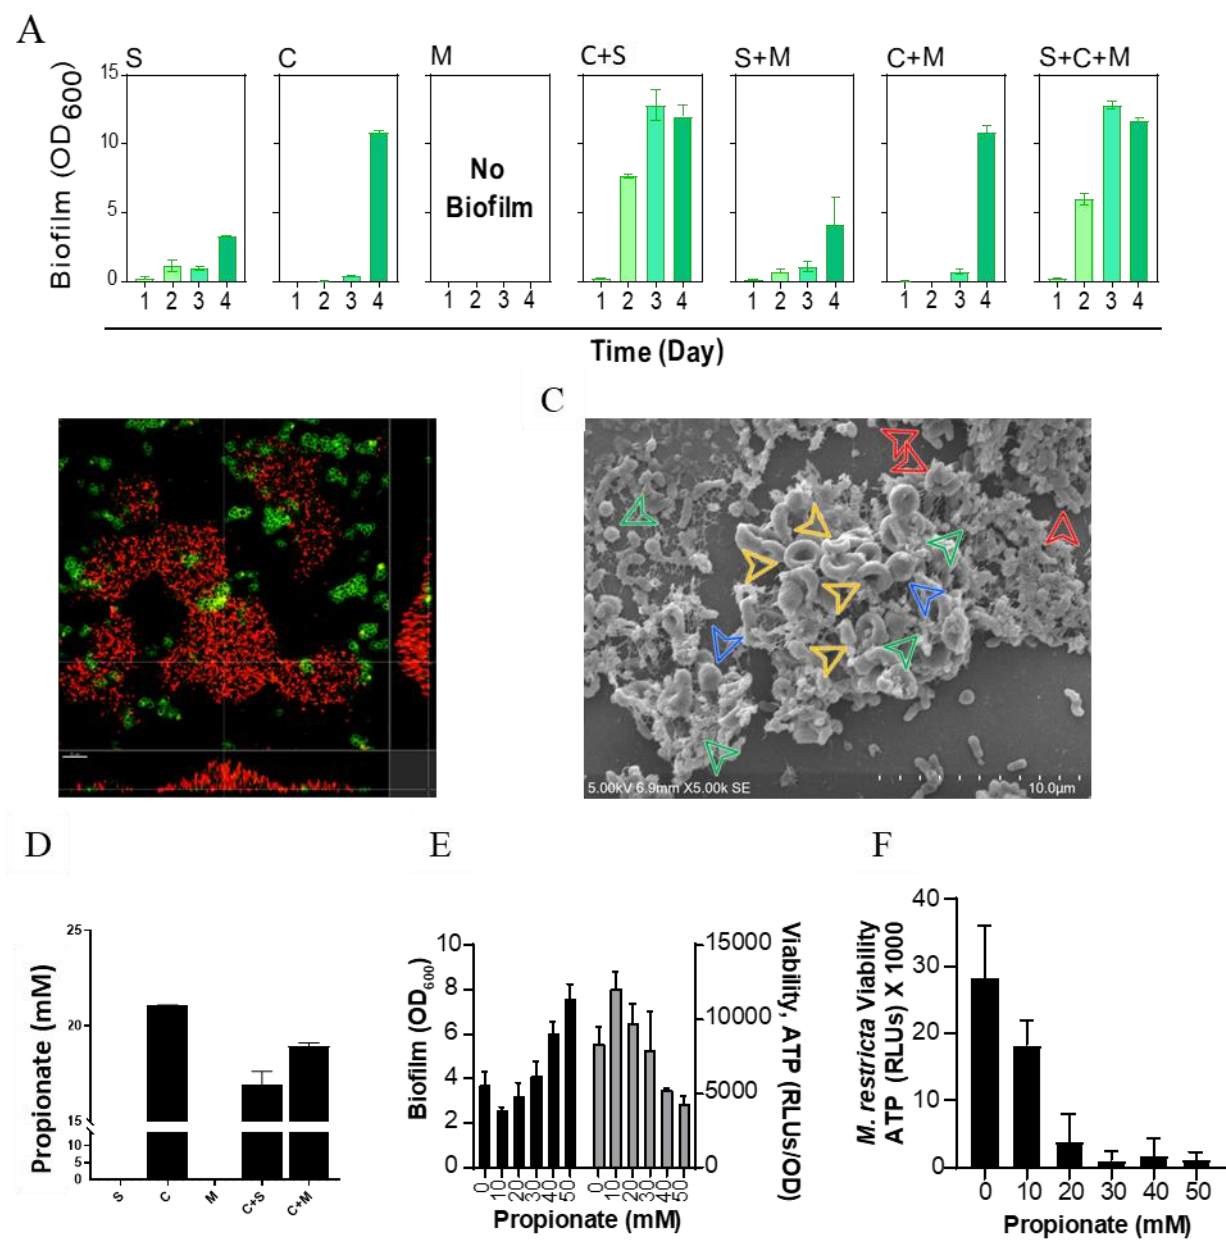 A
S C M C+S S+M C+M S+C+M
Biofilm (OD600)
15
10
5
0
No
Biofilm
1 2 3 4 1 2 3 4 1 2 3 4 1 2 3 4 1 2 3 4 1 2 3 4 1 2 3 4
Time (Day)
C
5.00kV 6.9mm X5.00k SE
10.0µm
D
Propionate (mM)
25
20
15
10
5
0
S C M C+S C+M
E
Biofilm (OD600)
10
8
6
4
2
0
0 10 20 30 40 50 0 10 20 30 40 50
Propionate (mM)
15000
10000
5000
0
Viability, ATP (RLUs/OD)
F
M. restricta Viability
ATP (RLUs) X 1000
40
30
20
10
0
0 10 20 30 40 50
Propionate (mM)